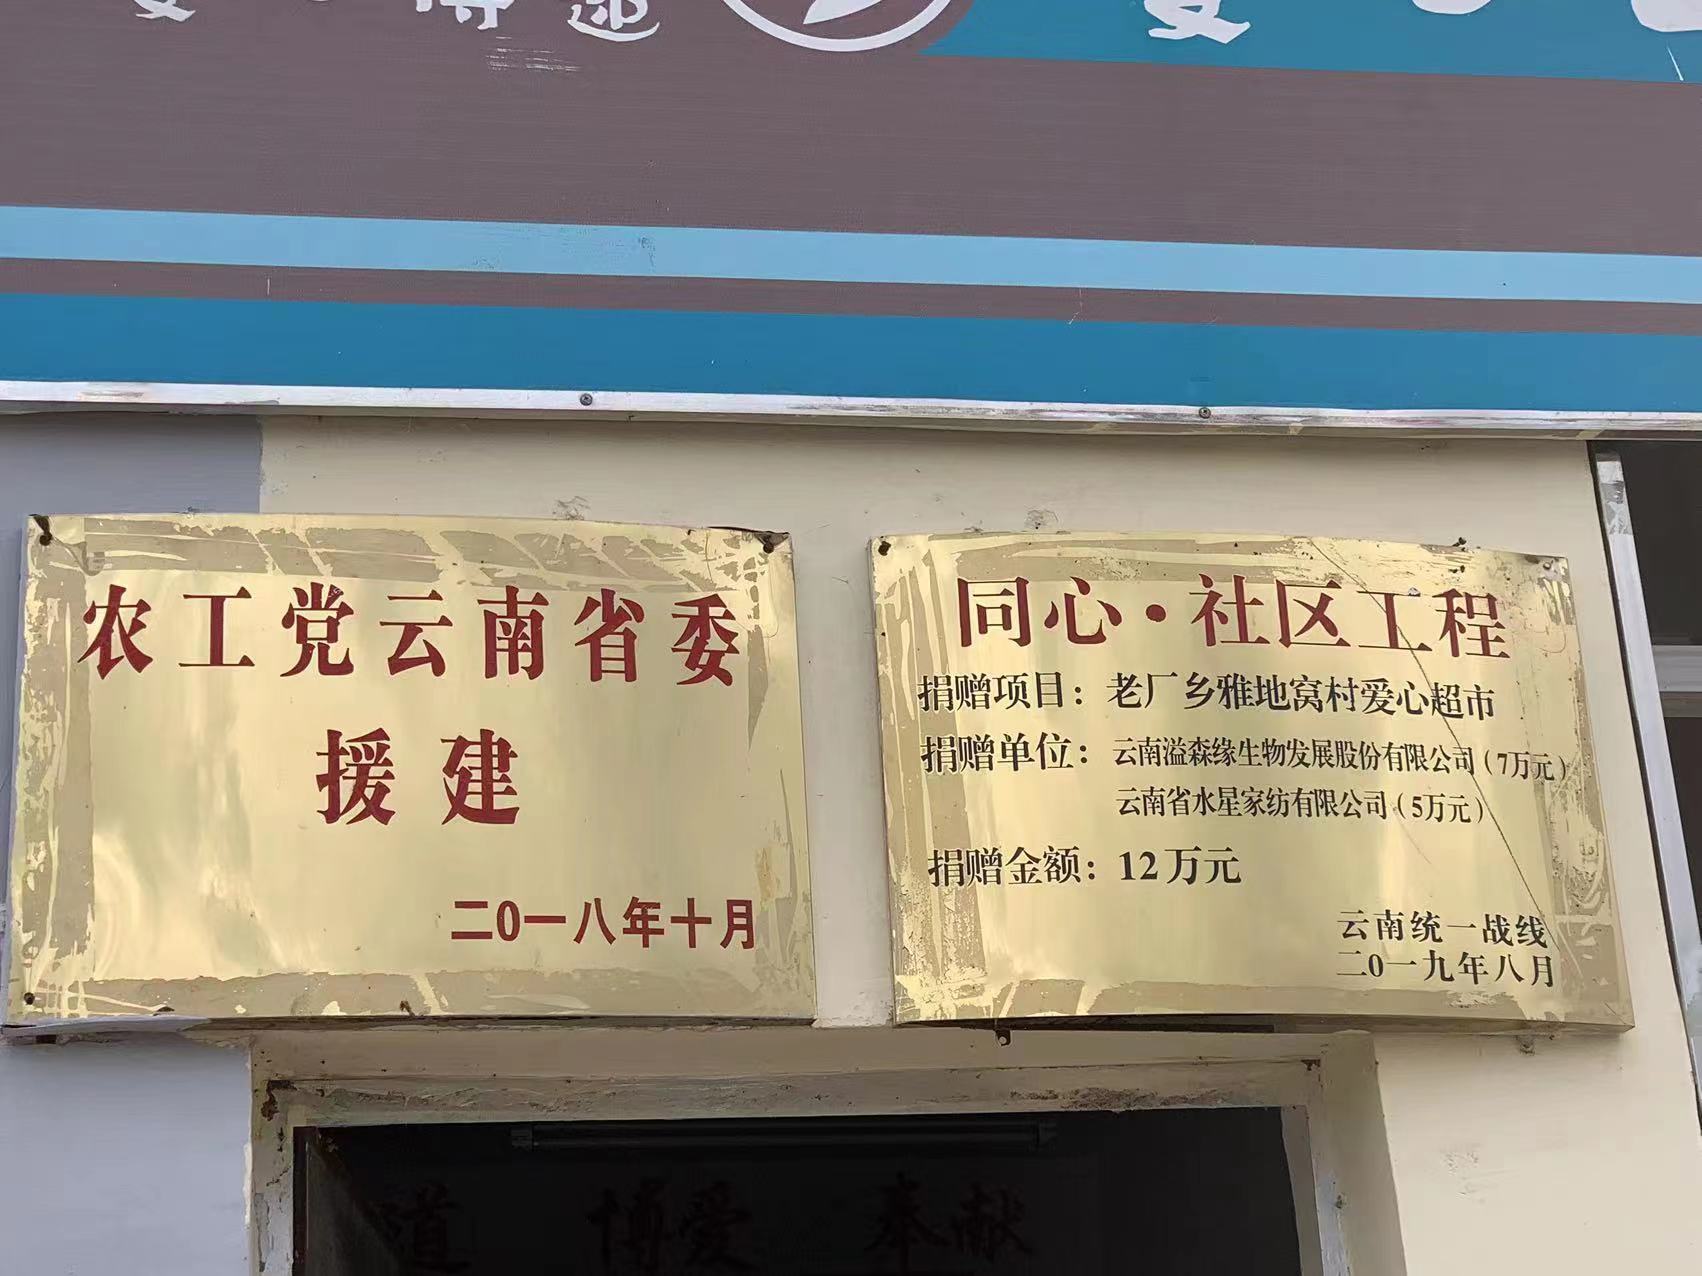 农工党云南省委
援建
二0一八年十月
同心·社区工程
捐赠项目：老厂乡雅地窝村爱心超市
捐赠单位：云南溢森缘生物发展股份有限公司（7万元）
云南省水星家纺有限公司（5万元）
捐赠金额：12万元
云南统一战线
二0一九年八月
道 博爱 奉献